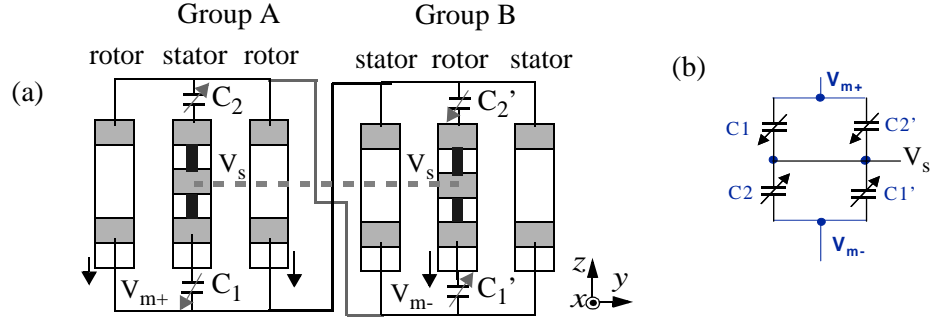 Group A
Group B
rotor stator rotor
stator rotor stator
(a)
(b)
C2
C2'
Vs
Vs
Vm+
C1
Vm-
C1'
z
x
y
Vm+
C1
C2'
Vs
C2
C1'
Vm-